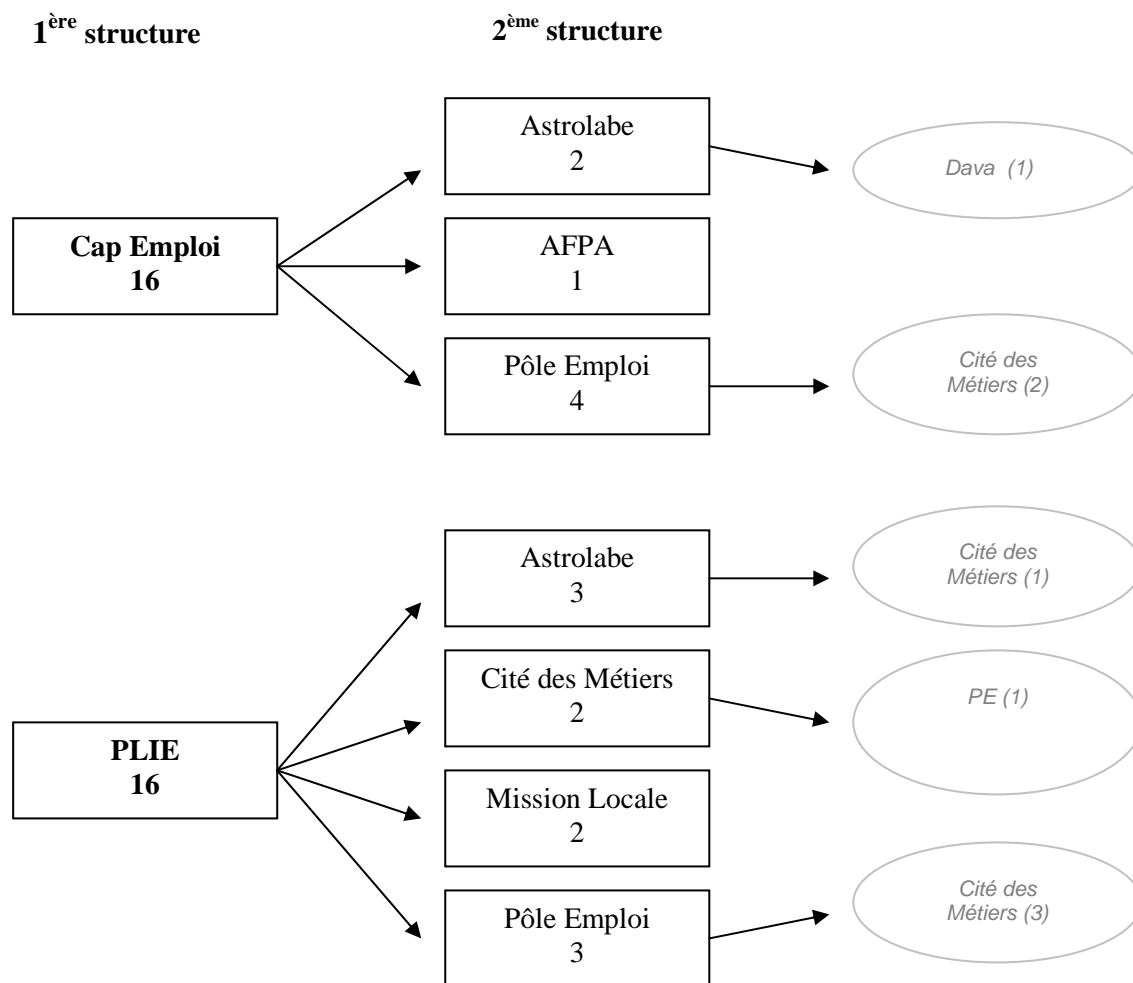 1ère structure
2ème structure
Astrolabe
2
Dava (1)
Cap Emploi
16
AFPA
1
Pôle Emploi
4
Cité des
Métiers (2)
Astrolabe
3
Cité des
Métiers (1)
Cité des Métiers
2
PE (1)
PLIE
16
Mission Locale
2
Pôle Emploi
3
Cité des
Métiers (3)